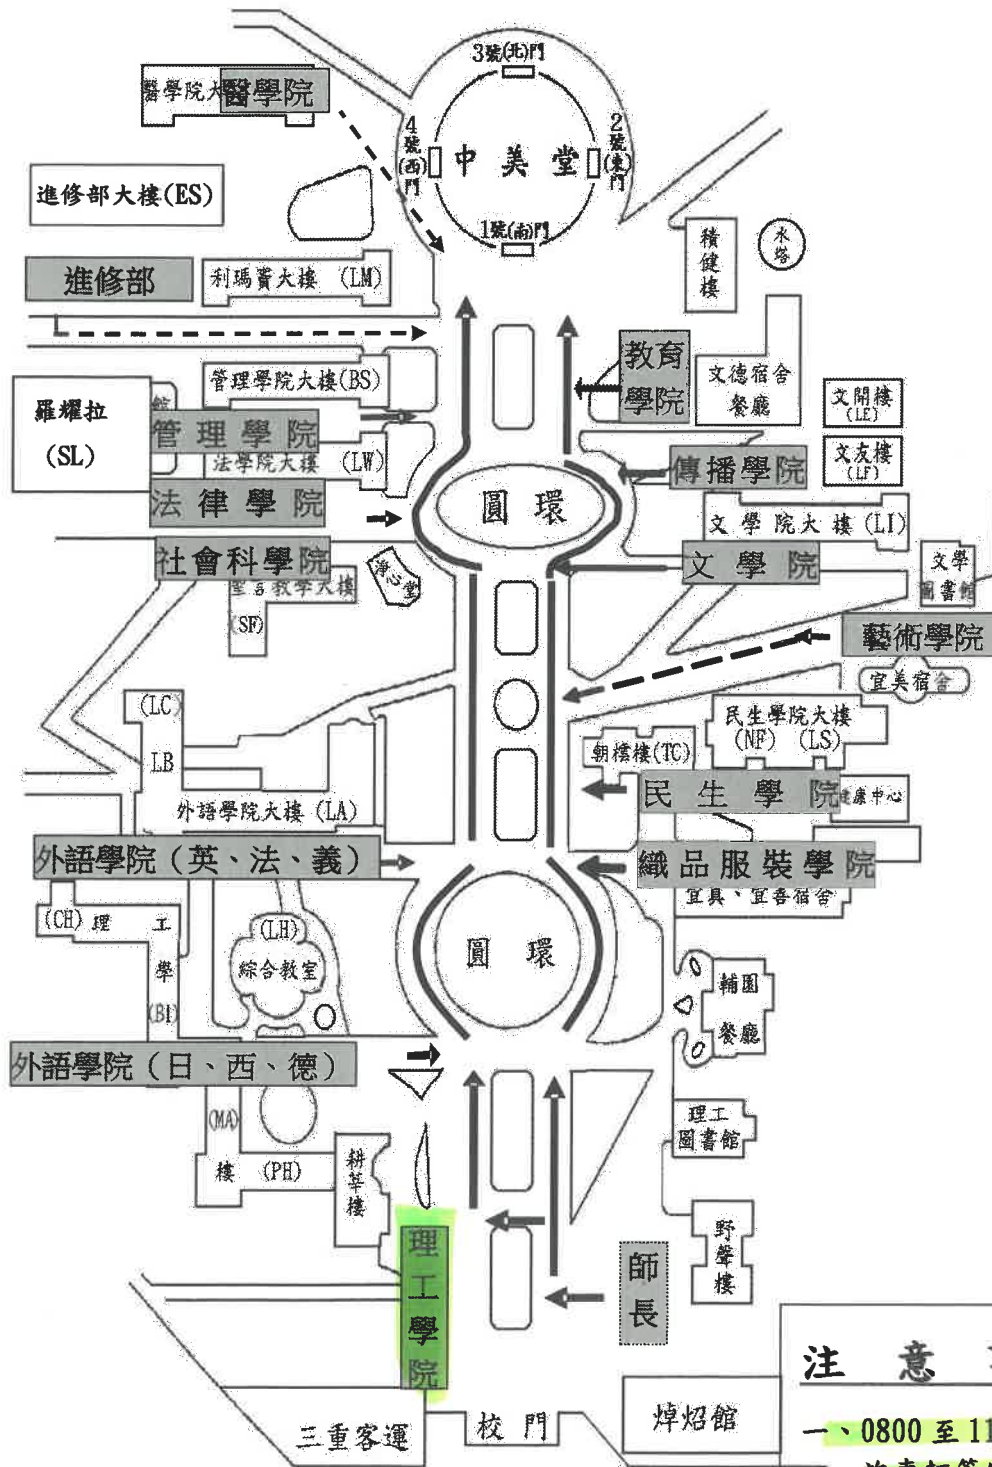 3號(北)門
醫學院大
醫學院
4號(西)門
中美堂
2號(東)門
進修部大樓(ES)
1號(南)門
積健樓
水塔
進修部
利瑪竇大樓 (LM)
管理學院大樓(BS)
教育學院
文德宿舍
餐廳
文開樓
(LE)
羅耀拉
(SL)
館
管理學院
法學院大樓 (LW)
傳播學院
文友樓
(LF)
法律學院
圓環
文學院大樓 (LI)
社會科學院
文學院
文學
圖書館
淨心堂
聖言教學大樓
(SF)
藝術學院
宜美宿舍
(LC)
LB
民生學院大樓
(NF) (LS)
朝橒樓(TC)
外語學院大樓 (LA)
民生學院
健康中心
外語學院(英、法、義)
織品服裝學院
宜真、宜善宿舍
(CH) 理工
學
(BI)
(LH)
綜合教室
圓環
輔園
餐廳
外語學院(日、西、德)
(MA)
樓 (PH)
耕莘樓
理工
圖書館
理工學院
師長
野聲樓
注意
一、0800 至 11
三重客運
校門
焯炤館